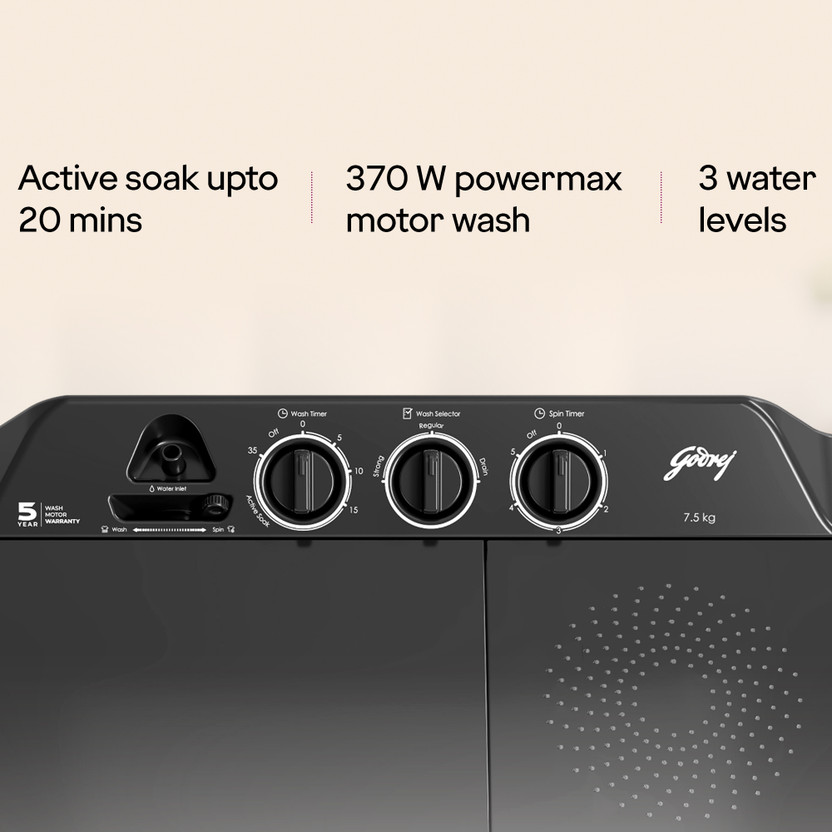 Active soak upto
20 mins
370 W powermax
motor wash
3 water
levels
Wash Timer
Off
0
5
10
15
35
Active Soak
Wash Selector
Regular
Strong
Drain
Spin Timer
Off
0
1
2
3
4
5
Water Inlet
Wash
Spin
5
YEAR
WASH
MOTOR
WARRANTY
Godrej
7.5 kg